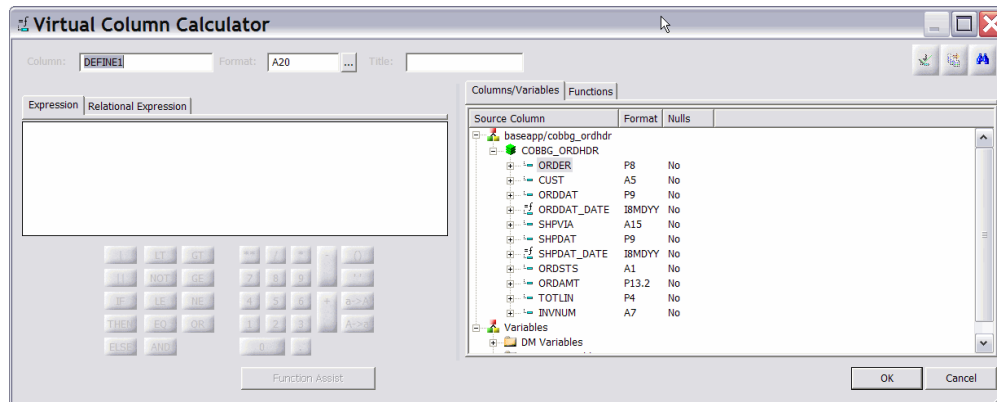 Virtual Column Calculator
Column: DEFINE1 Format: A20 ... Title:
Expression Relational Expression
| LT GT ** / * - ()
|| NOT GE 7 8 9 ' '
IF LE NE 4 5 6 + a->A
THEN EQ OR 1 2 3 A->a
ELSE AND 0 .
Function Assist
Columns/Variables Functions
Source Column Format Nulls
baseapp/cobbg_ordhdr
COBBG_ORDHDR
ORDER P8 No
CUST A5 No
ORDDAT P9 No
ORDDAT_DATE I8MDYY No
SHPVIA A15 No
SHPDAT P9 No
SHPDAT_DATE I8MDYY No
ORDSTS A1 No
ORDAMT P13.2 No
TOTLIN P4 No
INVNUM A7 No
Variables
DM Variables
OK Cancel